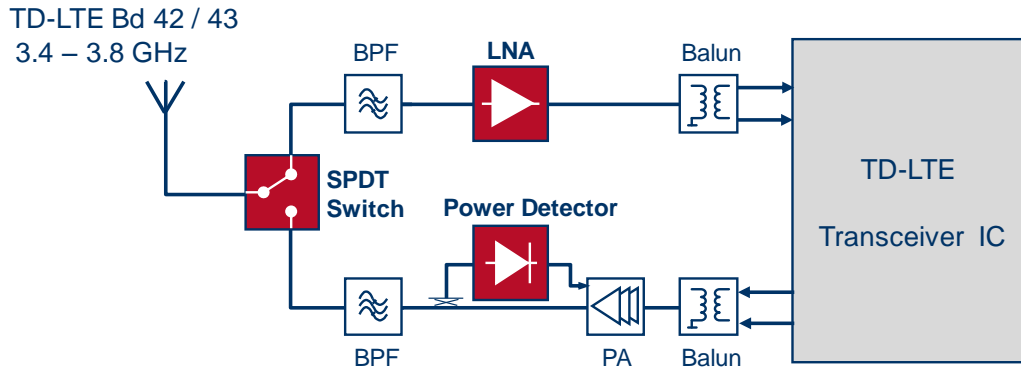 TD-LTE Bd 42 / 43
3.4 – 3.8 GHz
BPF
LNA
Balun
SPDT
Switch
Power Detector
TD-LTE
Transceiver IC
BPF
PA
Balun